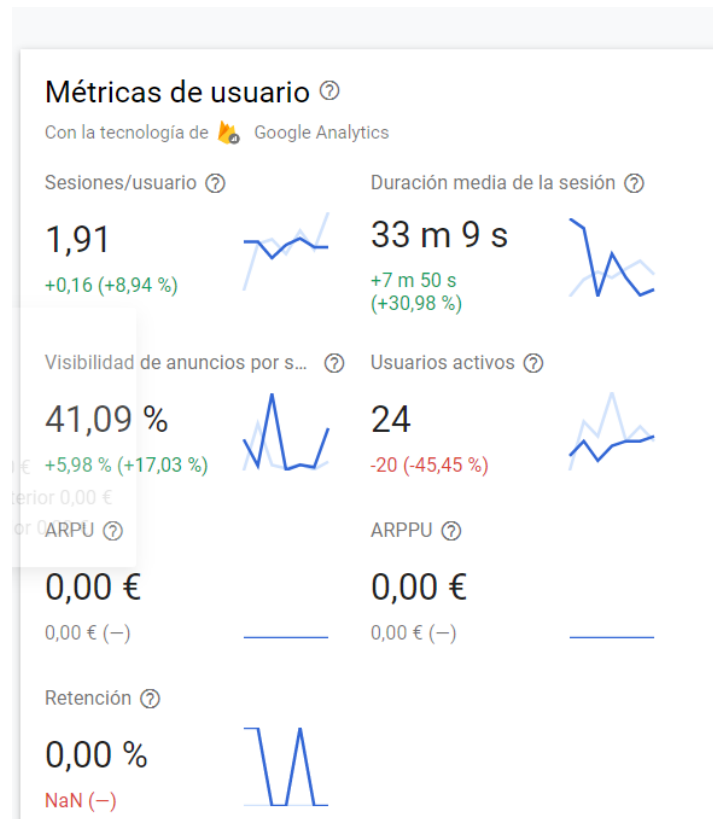 Métricas de usuario
Con la tecnología de Google Analytics
Sesiones/usuario
1,91
+0,16 (+8,94 %)
Duración media de la sesión
33 m 9 s
+7 m 50 s
(+30,98 %)
Visibilidad de anuncios por s...
41,09 %
+5,98 % (+17,03 %)
Usuarios activos
24
-20 (-45,45 %)
€
erior 0,00 €
or
ARPU
0,00 €
0,00 € (—)
ARPPU
0,00 €
0,00 € (—)
Retención
0,00 %
NaN (—)